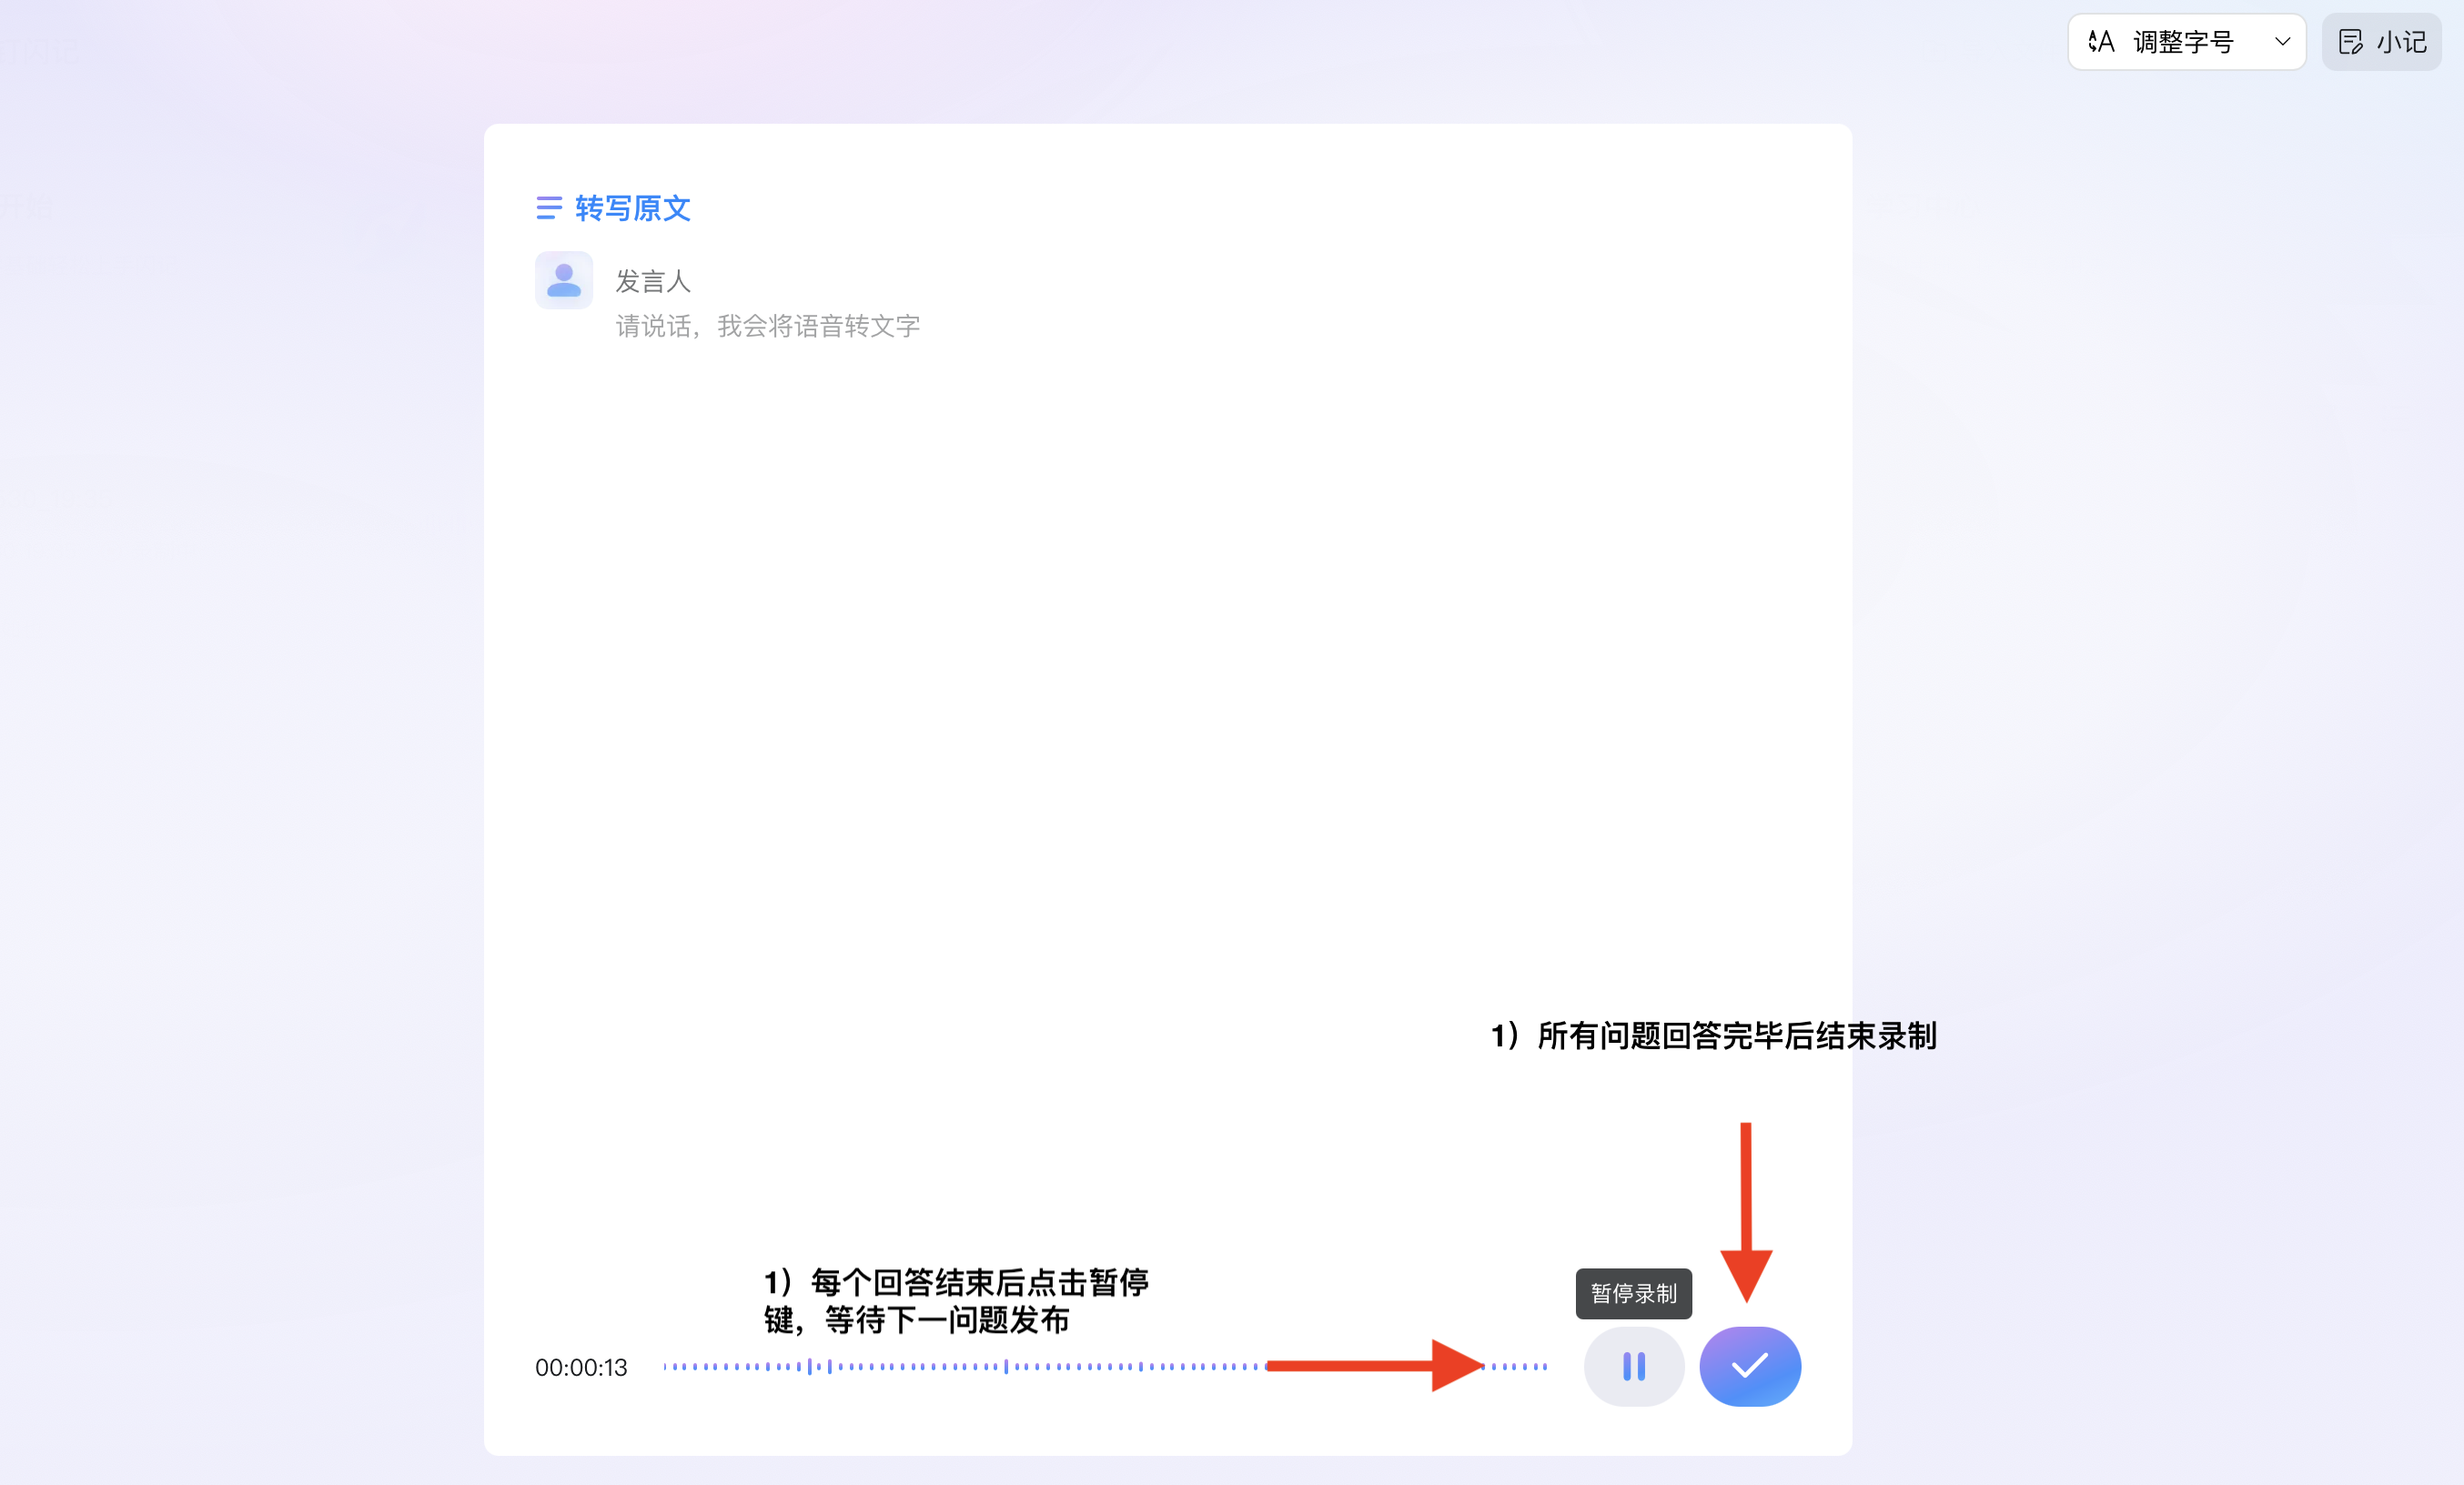 调整字号
小记
转写原文
发言人
请说话，我会将语音转文字
1）所有问题回答完毕后结束录制
1）每个回答结束后点击暂停
键，等待下一问题发布
暂停录制
00:00:13